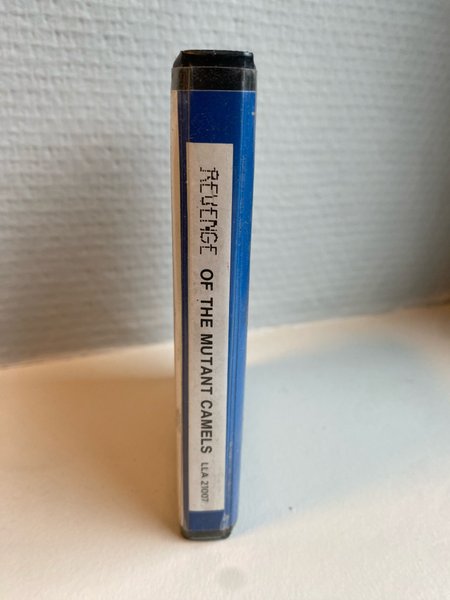 REVENGE OF THE MUTANT CAMELS LLA 21007